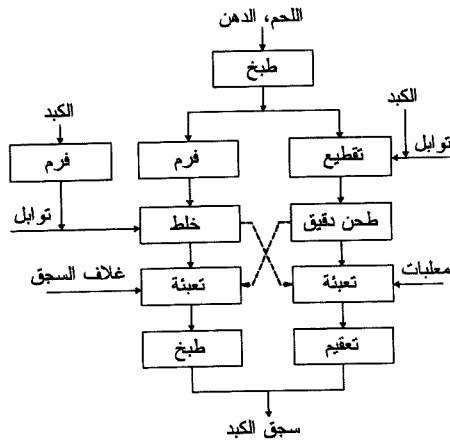 اللحم، الدهن
طبخ
الكبد
الكبد
فرم
فرم
تقطيع
توابل
توابل
خلط
طحن دقيق
غلاف السجق
تعبئة
تعبئة
معلبات
طبخ
تعقيم
سجق الكبد